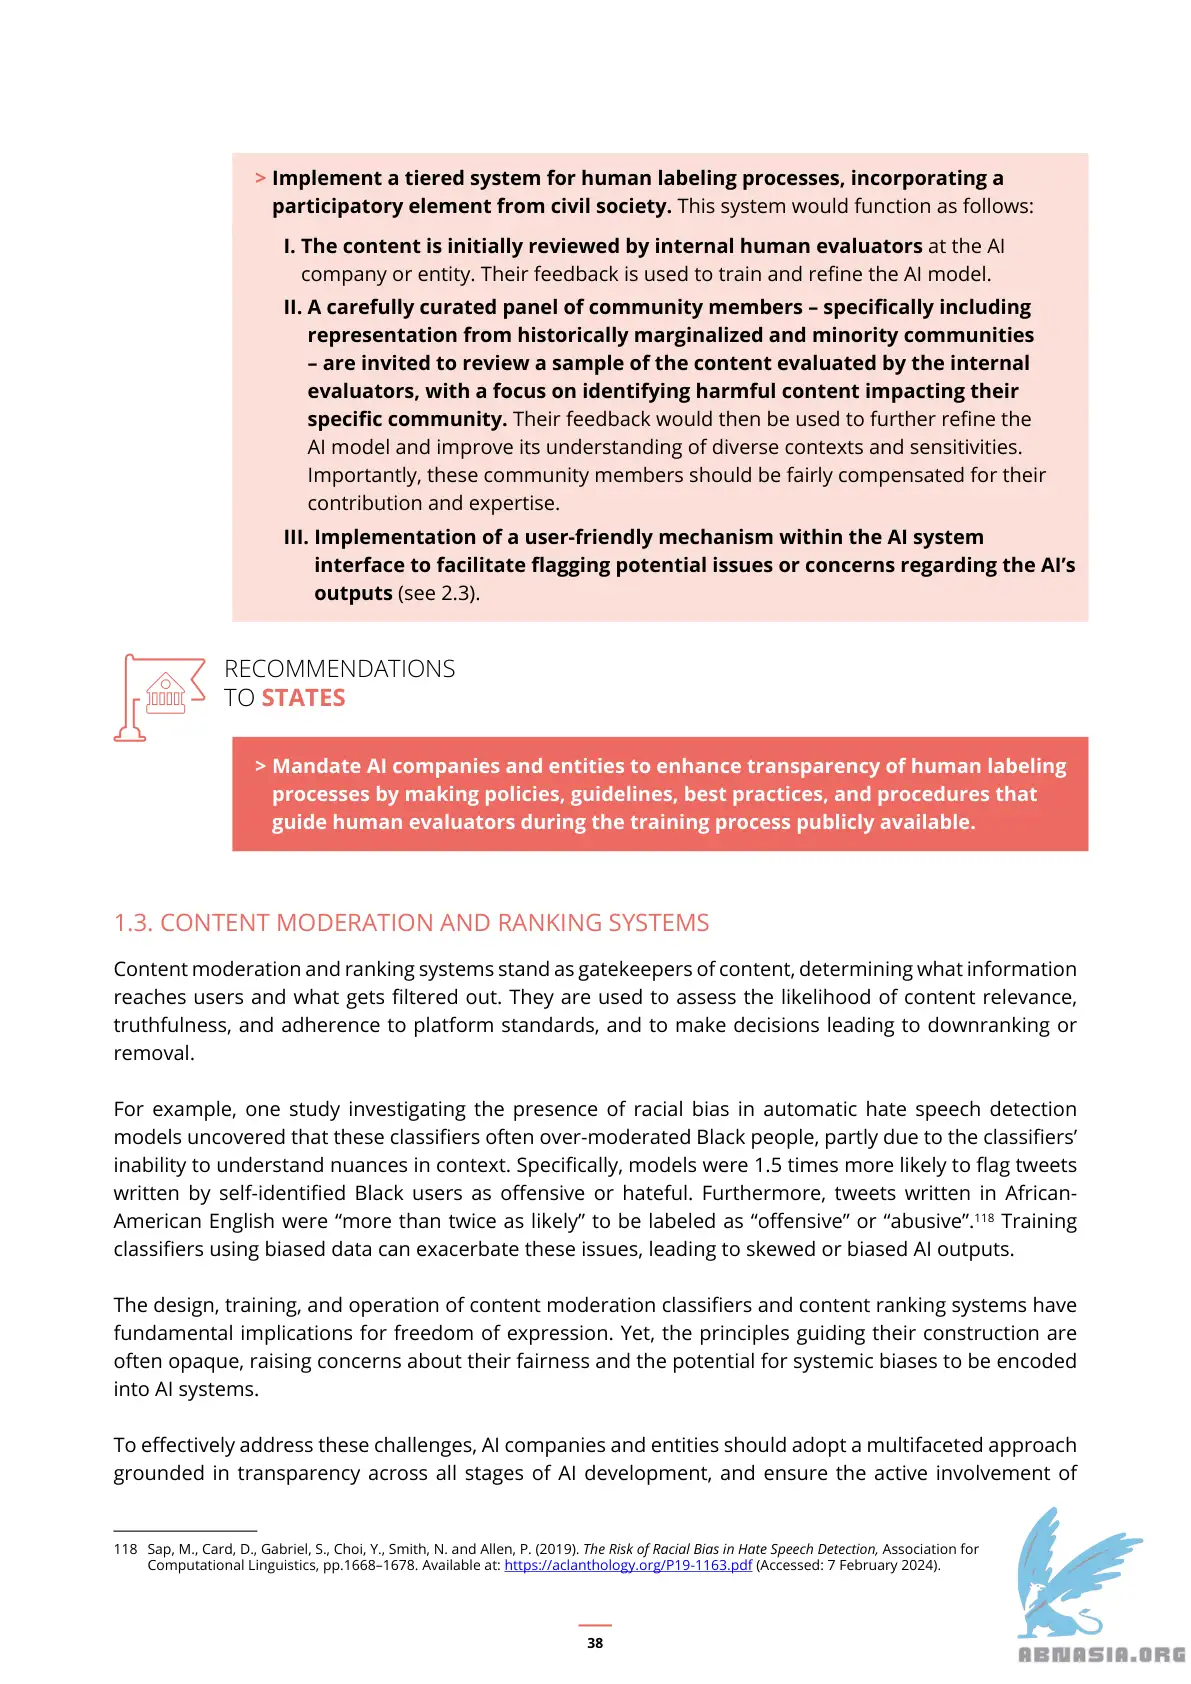 > Implement a tiered system for human labeling processes, incorporating a
participatory element from civil society. This system would function as follows:
I. The content is initially reviewed by internal human evaluators at the AI
company or entity. Their feedback is used to train and refine the AI model.
II. A carefully curated panel of community members – specifically including
representation from historically marginalized and minority communities
– are invited to review a sample of the content evaluated by the internal
evaluators, with a focus on identifying harmful content impacting their
specific community. Their feedback would then be used to further refine the
AI model and improve its understanding of diverse contexts and sensitivities.
Importantly, these community members should be fairly compensated for their
contribution and expertise.
III. Implementation of a user-friendly mechanism within the AI system
interface to facilitate flagging potential issues or concerns regarding the AI’s
outputs (see 2.3).
RECOMMENDATIONS
TO STATES
> Mandate AI companies and entities to enhance transparency of human labeling
processes by making policies, guidelines, best practices, and procedures that
guide human evaluators during the training process publicly available.
1.3. CONTENT MODERATION AND RANKING SYSTEMS
Content moderation and ranking systems stand as gatekeepers of content, determining what information
reaches users and what gets filtered out. They are used to assess the likelihood of content relevance,
truthfulness, and adherence to platform standards, and to make decisions leading to downranking or
removal.
For example, one study investigating the presence of racial bias in automatic hate speech detection
models uncovered that these classifiers often over-moderated Black people, partly due to the classifiers’
inability to understand nuances in context. Specifically, models were 1.5 times more likely to flag tweets
written by self-identified Black users as offensive or hateful. Furthermore, tweets written in African-
American English were “more than twice as likely” to be labeled as “offensive” or “abusive”.118 Training
classifiers using biased data can exacerbate these issues, leading to skewed or biased AI outputs.
The design, training, and operation of content moderation classifiers and content ranking systems have
fundamental implications for freedom of expression. Yet, the principles guiding their construction are
often opaque, raising concerns about their fairness and the potential for systemic biases to be encoded
into AI systems.
To effectively address these challenges, AI companies and entities should adopt a multifaceted approach
grounded in transparency across all stages of AI development, and ensure the active involvement of
118 Sap, M., Card, D., Gabriel, S., Choi, Y., Smith, N. and Allen, P. (2019). The Risk of Racial Bias in Hate Speech Detection, Association for
Computational Linguistics, pp.1668–1678. Available at: https://aclanthology.org/P19-1163.pdf (Accessed: 7 February 2024).
38
ABNASIA.ORG